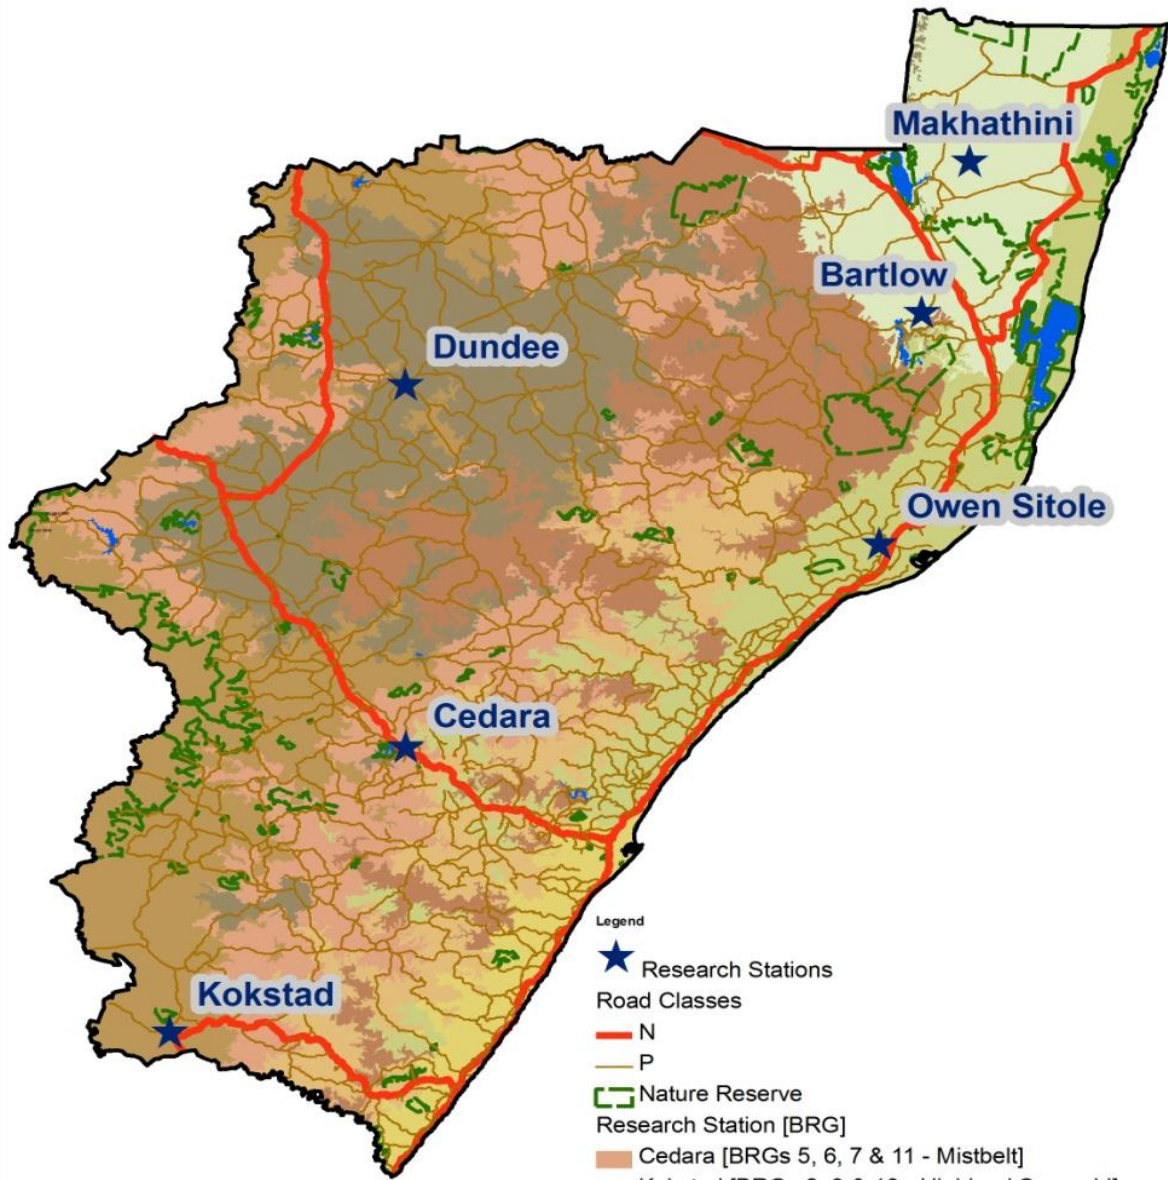 Makhathini
Bartlow
Dundee
Owen Sitole
Cedara
Kokstad
Legend
Research Stations
Road Classes
N
P
Nature Reserve
Research Station [BRG]
Cedara [BRGs 5, 6, 7 & 11 - Mistbelt]